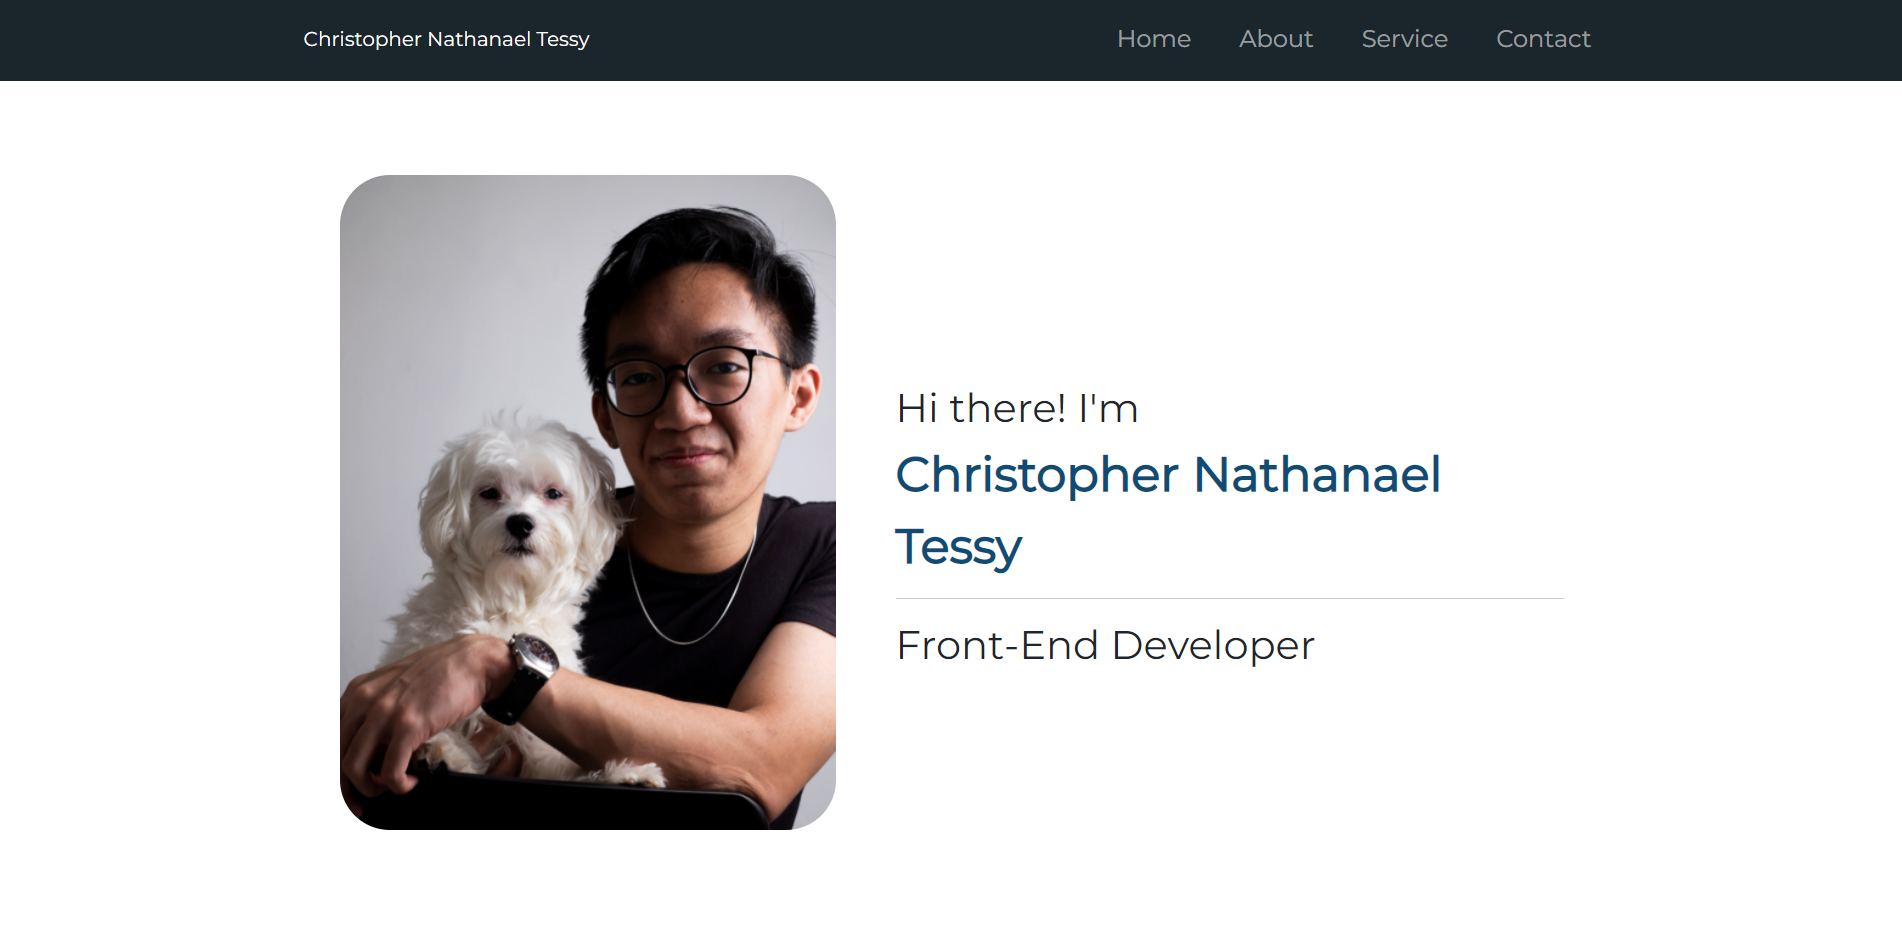 Christopher Nathanael Tessy
Home About Service Contact
Hi there! I'm
Christopher Nathanael
Tessy
Front-End Developer